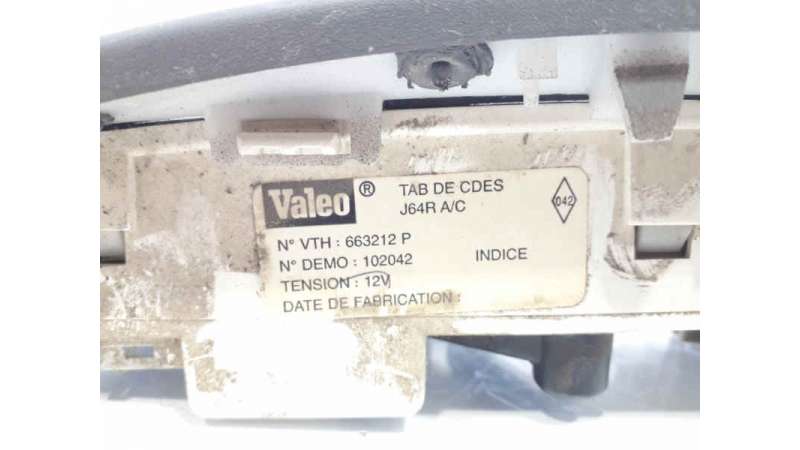 Valeo ® TAB DE CDES
J64R A/C
042
N° VTH : 663212 P
N° DEMO : 102042 INDICE
TENSION : 12V
DATE DE FABRICATION :